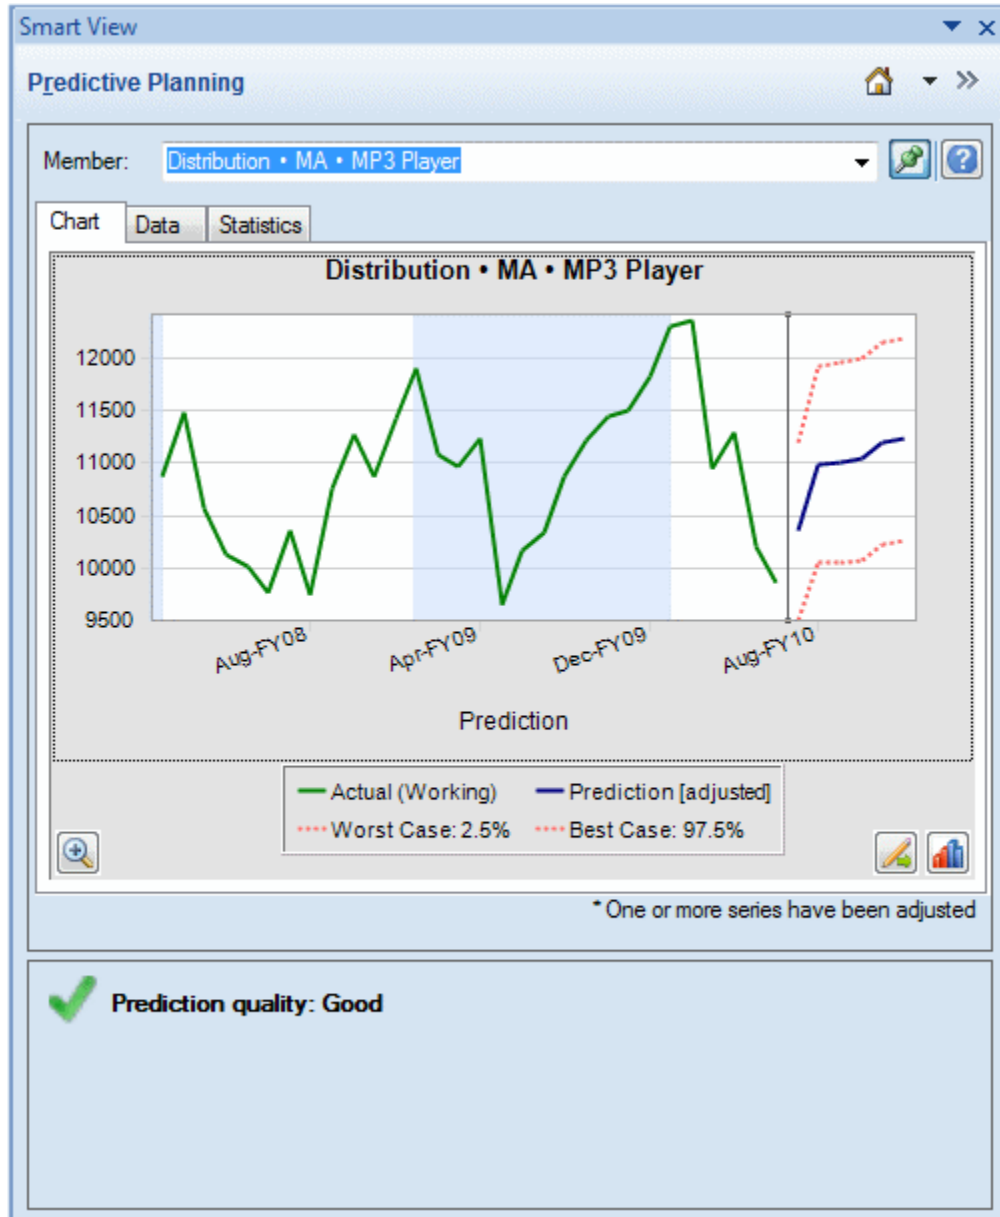 Smart View
Predictive Planning
Member: Distribution • MA • MP3 Player
Chart Data Statistics
Distribution • MA • MP3 Player
12000
11500
11000
10500
10000
9500
Aug-FY08 Apr-FY09 Dec-FY09 Aug-FY10
Prediction
Actual (Working) Prediction [adjusted]
Worst Case: 2.5% Best Case: 97.5%
* One or more series have been adjusted
Prediction quality: Good